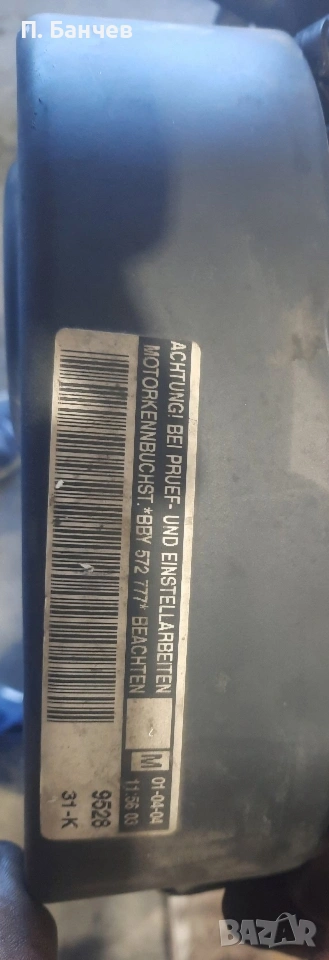 П. Банчев
ACHTUNG! BEI PRUEF- UND EINSTELLARBEITEN
MOTORKENNBUCHST.*BBY 572 777* BEACHTEN
M
01-04-04
11:56 03
9528
31-K
BAZAR